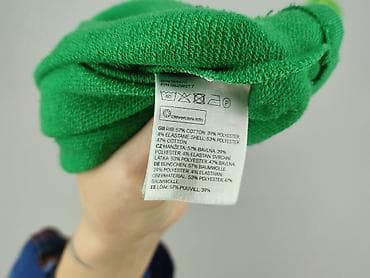 clevercare.info
GB RIB: 57% COTTON, 39% POLYESTER,
4% ELASTANE; SHELL: 53% POLYESTER,
47% COTTON
CZ MANŽETA: 57% BAVLNA, 39%
POLYESTER, 4% ELASTAN SVRCHNÍ
LÁTKA: 53% POLYESTER, 47% BAVLNA
DE BÜNDCHEN: 57% BAUMWOLLE,
39% POLYESTER, 4% ELASTHAN
OBERMATERIAL: 53% POLYESTER, 47%
BAUMWOLLE
EE LÕIM: 57% PUUVILL, 39%